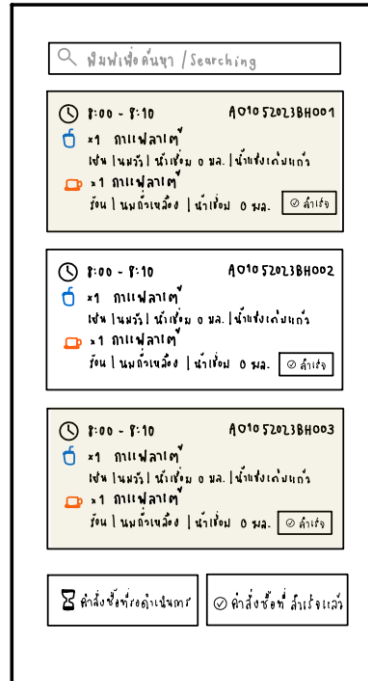 พิมพ์เพื่อค้นหา / Searching
8:00 - 8:10 A01052023BH001
×1 กาแฟลาเต้
เย็น | นมวัว | น้ำเชื่อม 0 มล. | น้ำแข็งเต็มแก้ว
×1 กาแฟลาเต้
ร้อน | นมถั่วเหลือง | น้ำเชื่อม 0 มล. สำเร็จ
8:00 - 8:10 A01052023BH002
×1 กาแฟลาเต้
เย็น | นมวัว | น้ำเชื่อม 0 มล. | น้ำแข็งเต็มแก้ว
×1 กาแฟลาเต้
ร้อน | นมถั่วเหลือง | น้ำเชื่อม 0 มล. สำเร็จ
8:00 - 8:10 A01052023BH003
×1 กาแฟลาเต้
เย็น | นมวัว | น้ำเชื่อม 0 มล. | น้ำแข็งเต็มแก้ว
×1 กาแฟลาเต้
ร้อน | นมถั่วเหลือง | น้ำเชื่อม 0 มล. สำเร็จ
คำสั่งซื้อที่รอดำเนินการ คำสั่งซื้อที่สำเร็จแล้ว